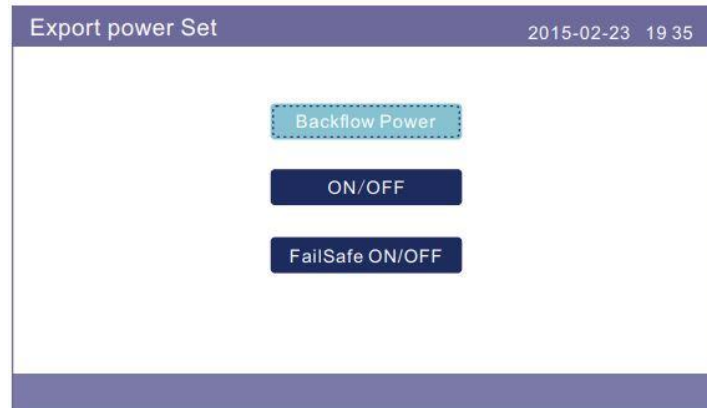 Export power Set
2015-02-23 19 35
Backflow Power
ON/OFF
FailSafe ON/OFF